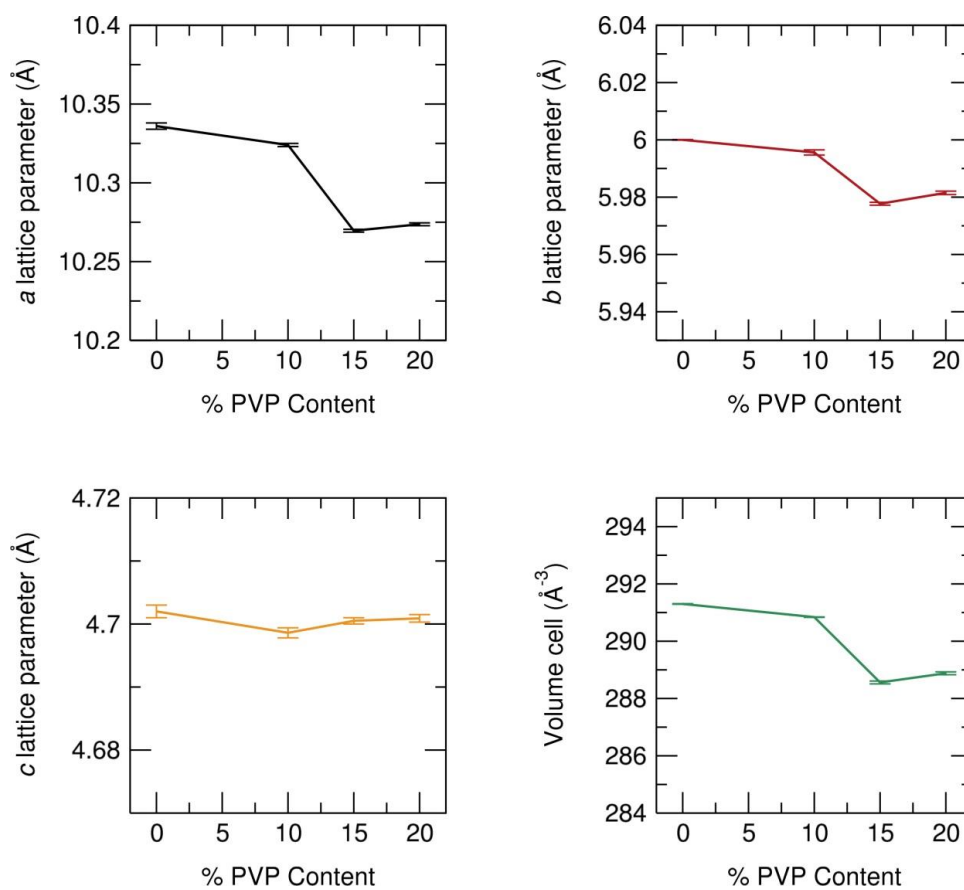 10.4
10.35
10.3
10.25
10.2
a lattice parameter (Å)
0 5 10 15 20
% PVP Content
6.04
6.02
6
5.98
5.96
5.94
b lattice parameter (Å)
0 5 10 15 20
% PVP Content
4.72
4.7
4.68
c lattice parameter (Å)
0 5 10 15 20
% PVP Content
294
292
290
288
286
284
Volume cell (Å⁻³)
0 5 10 15 20
% PVP Content